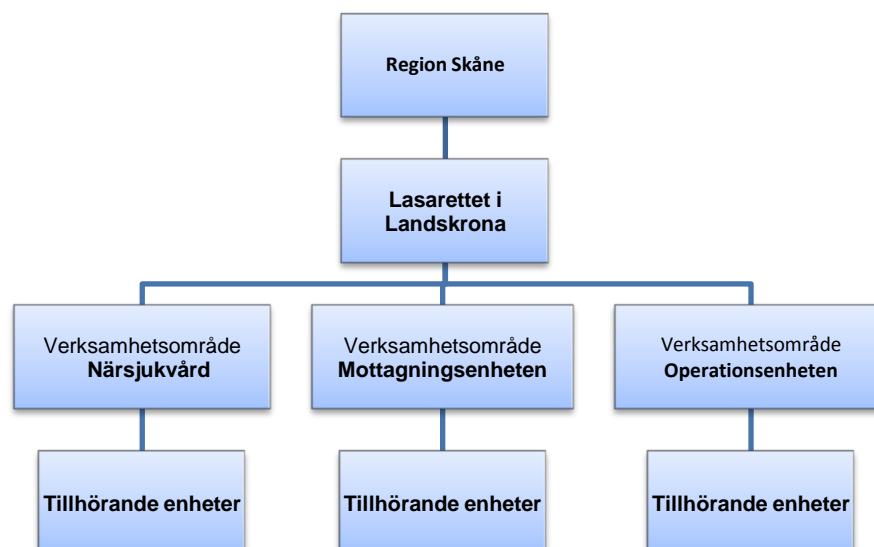 Region Skåne
Lasarettet i
Landskrona
Verksamhetsområde
Närsjukvård
Verksamhetsområde
Mottagningsenheten
Verksamhetsområde
Operationsenheten
Tillhörande enheter
Tillhörande enheter
Tillhörande enheter